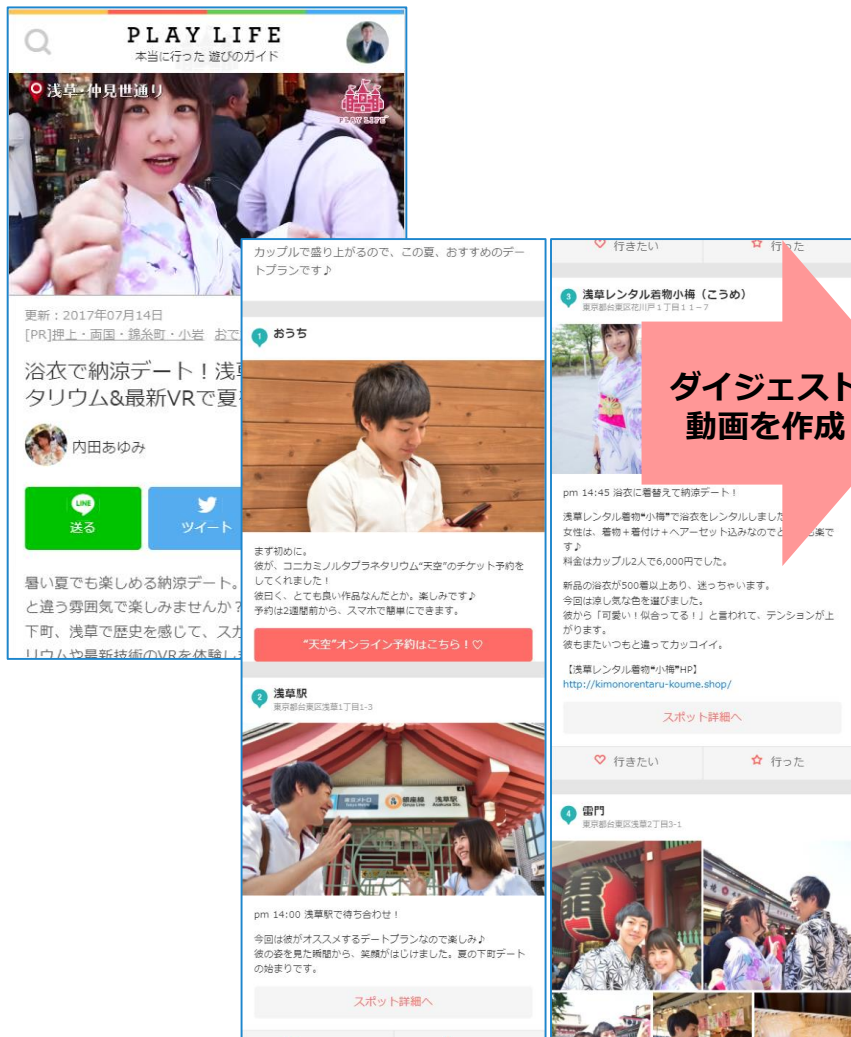 PLAY LIFE
本当に行った 遊びのガイド
浅草・仲見世通り
PLAY LIFE
更新：2017年07月14日
[PR]押上・両国・錦糸町・小岩 おで
浴衣で納涼デート！浅
タリウム&最新VRで夏
内田あゆみ
LINE
送る
ツイート
暑い夏でも楽しめる納涼デート。
と違う雰囲気で楽しみませんか？
下町、浅草で歴史を感じて、スカ
リウムや最新技術のVRを体験し
カップルで盛り上がるので、この夏、おすすめのデー
トプランです♪
1 おうち
まず初めに。
彼が、コニカミノルタプラネタリウム“天空”のチケット予約を
してくれました！
彼曰く、とても良い作品なんだとか。楽しみです♪
予約は2週間前から、スマホで簡単にできます。
“天空”オンライン予約はこちら！♡
2 浅草駅
東京都台東区浅草1丁目1-3
東京メトロ
銀座線 浅草駅
pm 14:00 浅草駅で待ち合わせ！
今回は彼がオススメするデートプランなので楽しみ♪
彼の姿を見た瞬間から、笑顔がはじけました。夏の下町デート
の始まりです。
スポット詳細へ
行きたい 行った
3 浅草レンタル着物小梅（こうめ）
東京都台東区花川戸１丁目１１−７
ダイジェスト
動画を作成
pm 14:45 浴衣に着替えて納涼デート！
浅草レンタル着物❝小梅❞で浴衣をレンタルしました
女性は、着物＋着付け＋ヘアーセット込みなのでと 楽で
す♪
料金はカップル2人で6,000円でした。
新品の浴衣が500着以上あり、迷っちゃいます。
今回は涼し気な色を選びました。
彼から「可愛い！似合ってる！」と言われて、テンションが上
がります。
彼もまたいつもと違ってカッコイイ。
【浅草レンタル着物❝小梅❞HP】
http://kimonorentaru-koume.shop/
スポット詳細へ
行きたい 行った
4 雷門
東京都台東区浅草2丁目3-1